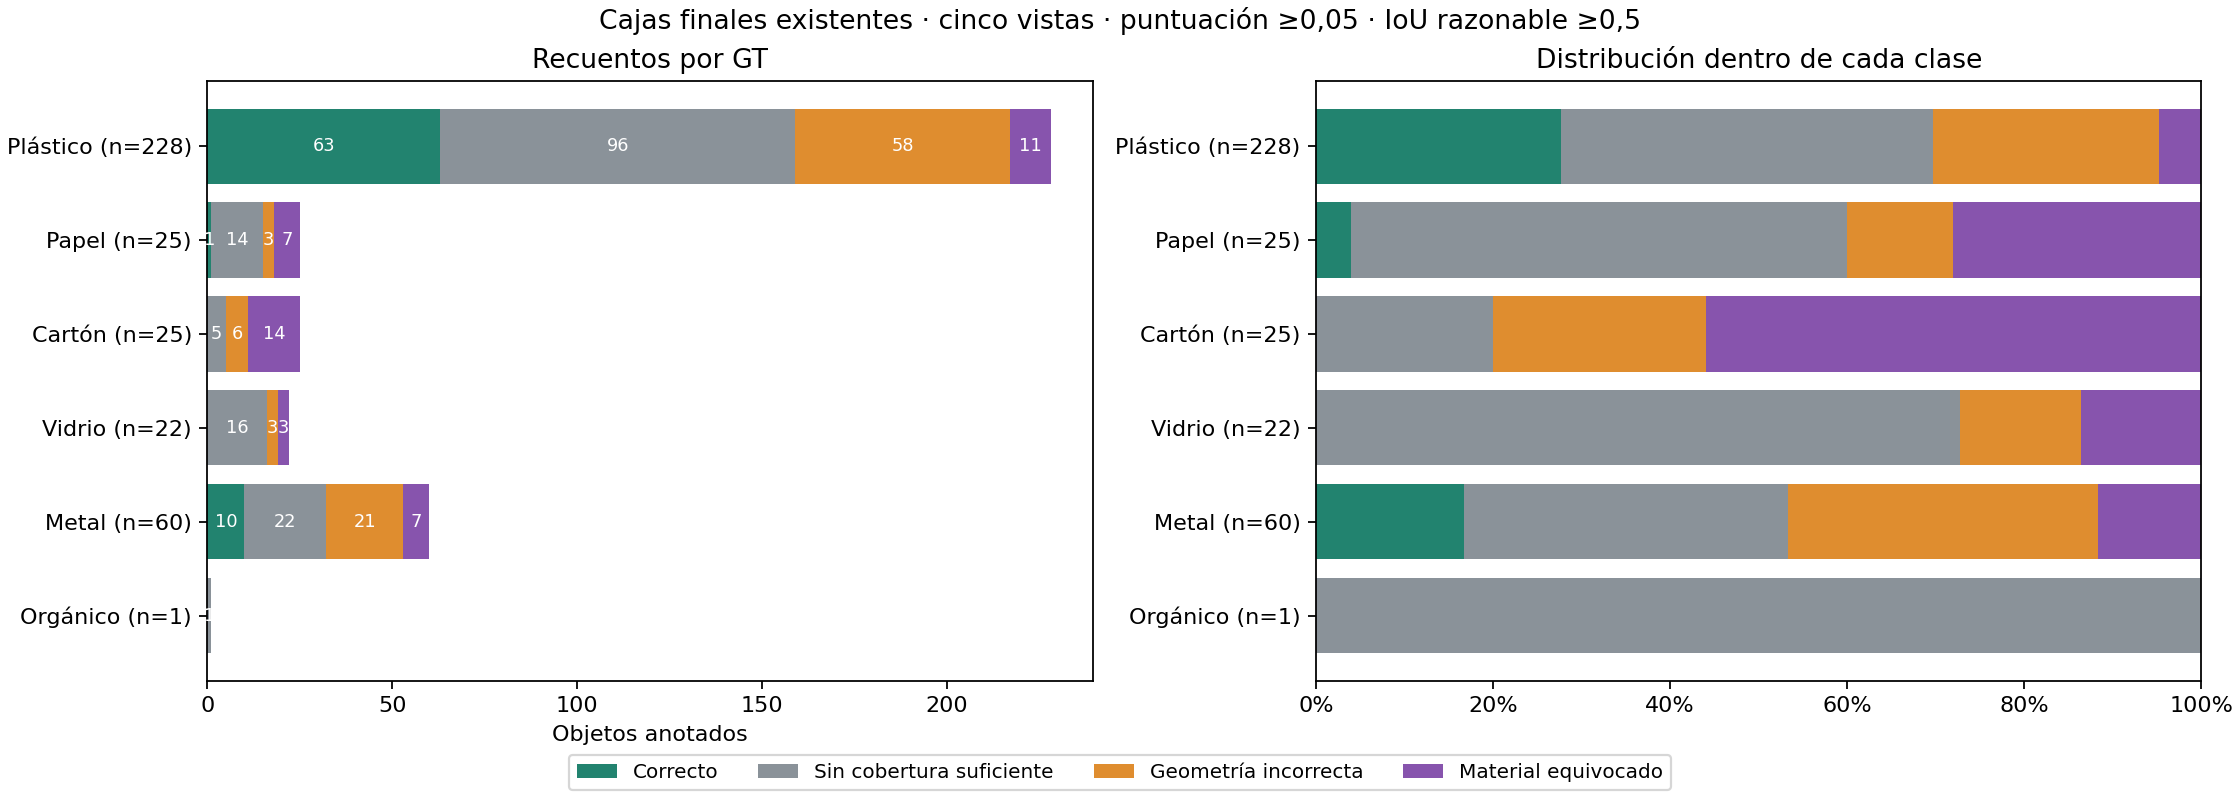 Cajas finales existentes · cinco vistas · puntuación ≥0,05 · IoU razonable ≥0,5
Recuentos por GT
Plástico (n=228)
63 96 58 11
Papel (n=25)
1 14 3 7
Cartón (n=25)
5 6 14
Vidrio (n=22)
16 3 3
Metal (n=60)
10 22 21 7
Orgánico (n=1)
1
0 50 100 150 200
Objetos anotados
Distribución dentro de cada clase
Plástico (n=228)
Papel (n=25)
Cartón (n=25)
Vidrio (n=22)
Metal (n=60)
Orgánico (n=1)
0% 20% 40% 60% 80% 100%
Correcto Sin cobertura suficiente Geometría incorrecta Material equivocado